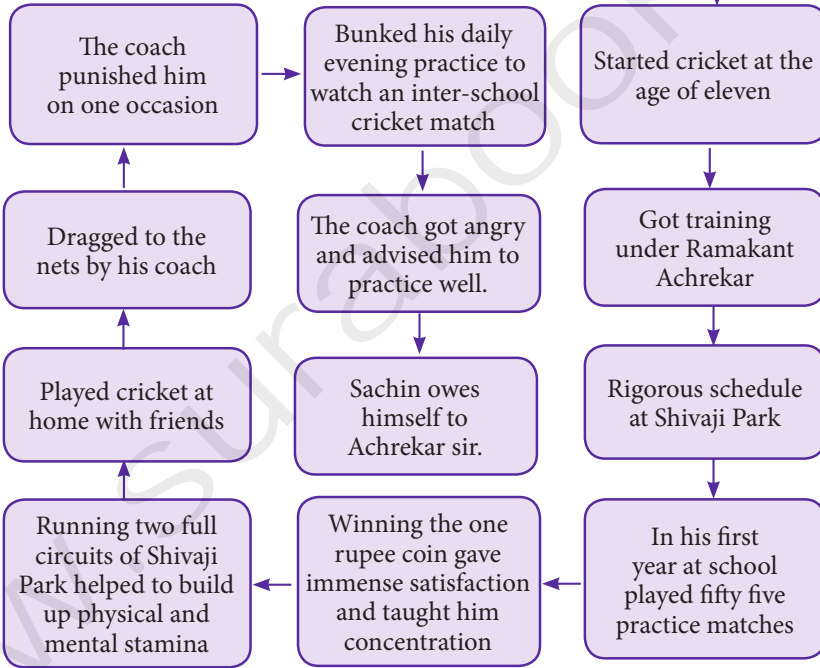 The coach
punished him
on one occasion
Bunked his daily
evening practice to
watch an inter-school
cricket match
Started cricket at the
age of eleven
Dragged to the
nets by his coach
The coach got angry
and advised him to
practice well.
Got training
under Ramakant
Achrekar
Played cricket at
home with friends
Sachin owes
himself to
Achrekar sir.
Rigorous schedule
at Shivaji Park
Running two full
circuits of Shivaji
Park helped to build
up physical and
mental stamina
Winning the one
rupee coin gave
immense satisfaction
and taught him
concentration
In his first
year at school
played fifty five
practice matches